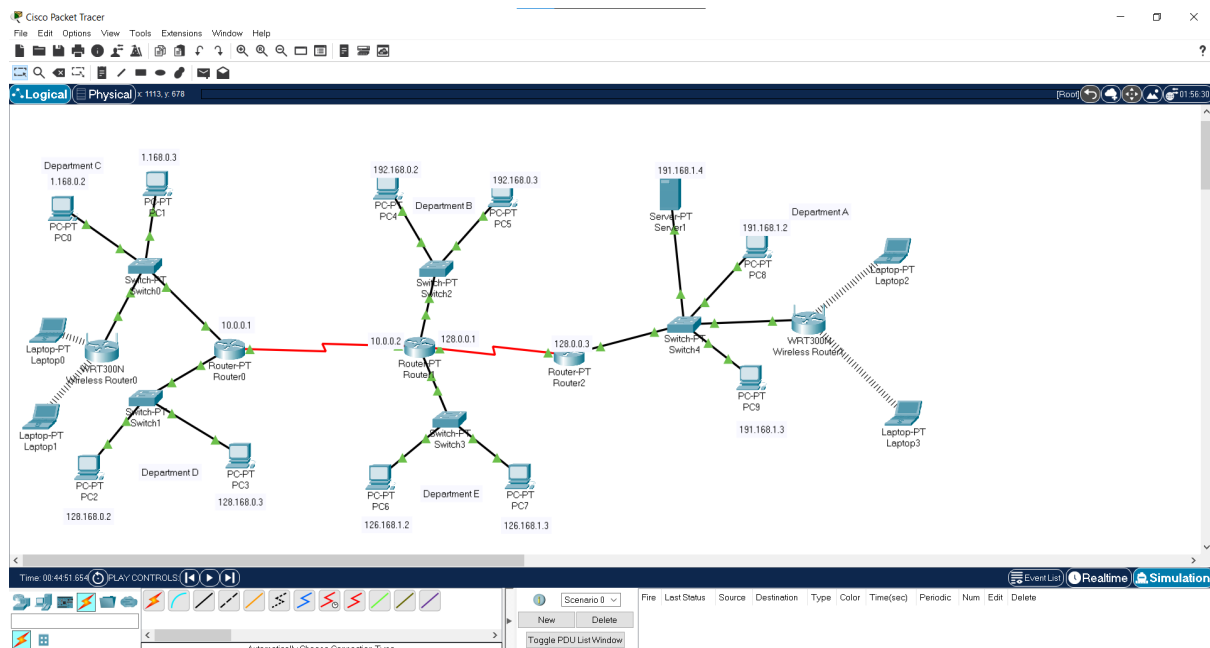 Cisco Packet Tracer
File Edit Options View Tools Extensions Window Help
?
Logical Physical x: 1113, y: 678 [Root] 01:56:30
Department C
1.168.0.2
1.168.0.3
PC-PT
PC0
PC-PT
PC1
Switch-PT
Switch0
Laptop-PT
Laptop0
WRT300N
Wireless Router0
Laptop-PT
Laptop1
10.0.0.1
Router-PT
Router0
Switch-PT
Switch1
PC-PT
PC2
128.168.0.2
Department D
PC-PT
PC3
128.168.0.3
192.168.0.2
PC-PT
PC4
Department B
192.168.0.3
PC-PT
PC5
Switch-PT
Switch2
10.0.0.2
128.0.0.1
Router-PT
Switch-PT
Switch3
PC-PT
PC6
126.168.1.2
Department E
PC-PT
PC7
126.168.1.3
128.0.0.3
Router-PT
Router2
191.168.1.4
Server-PT
Server1
191.168.1.2
PC-PT
PC8
Department A
Laptop-PT
Laptop2
Switch-PT
Switch4
WRT300N
PC-PT
PC9
191.168.1.3
Laptop-PT
Laptop3
Time: 00:44:51.654 PLAY CONTROLS: Event List Realtime Simulation
Scenario 0
New Delete
Toggle PDU List Window
Fire Last Status Source Destination Type Color Time(sec) Periodic Num Edit Delete
Automatically Choose Connection Type